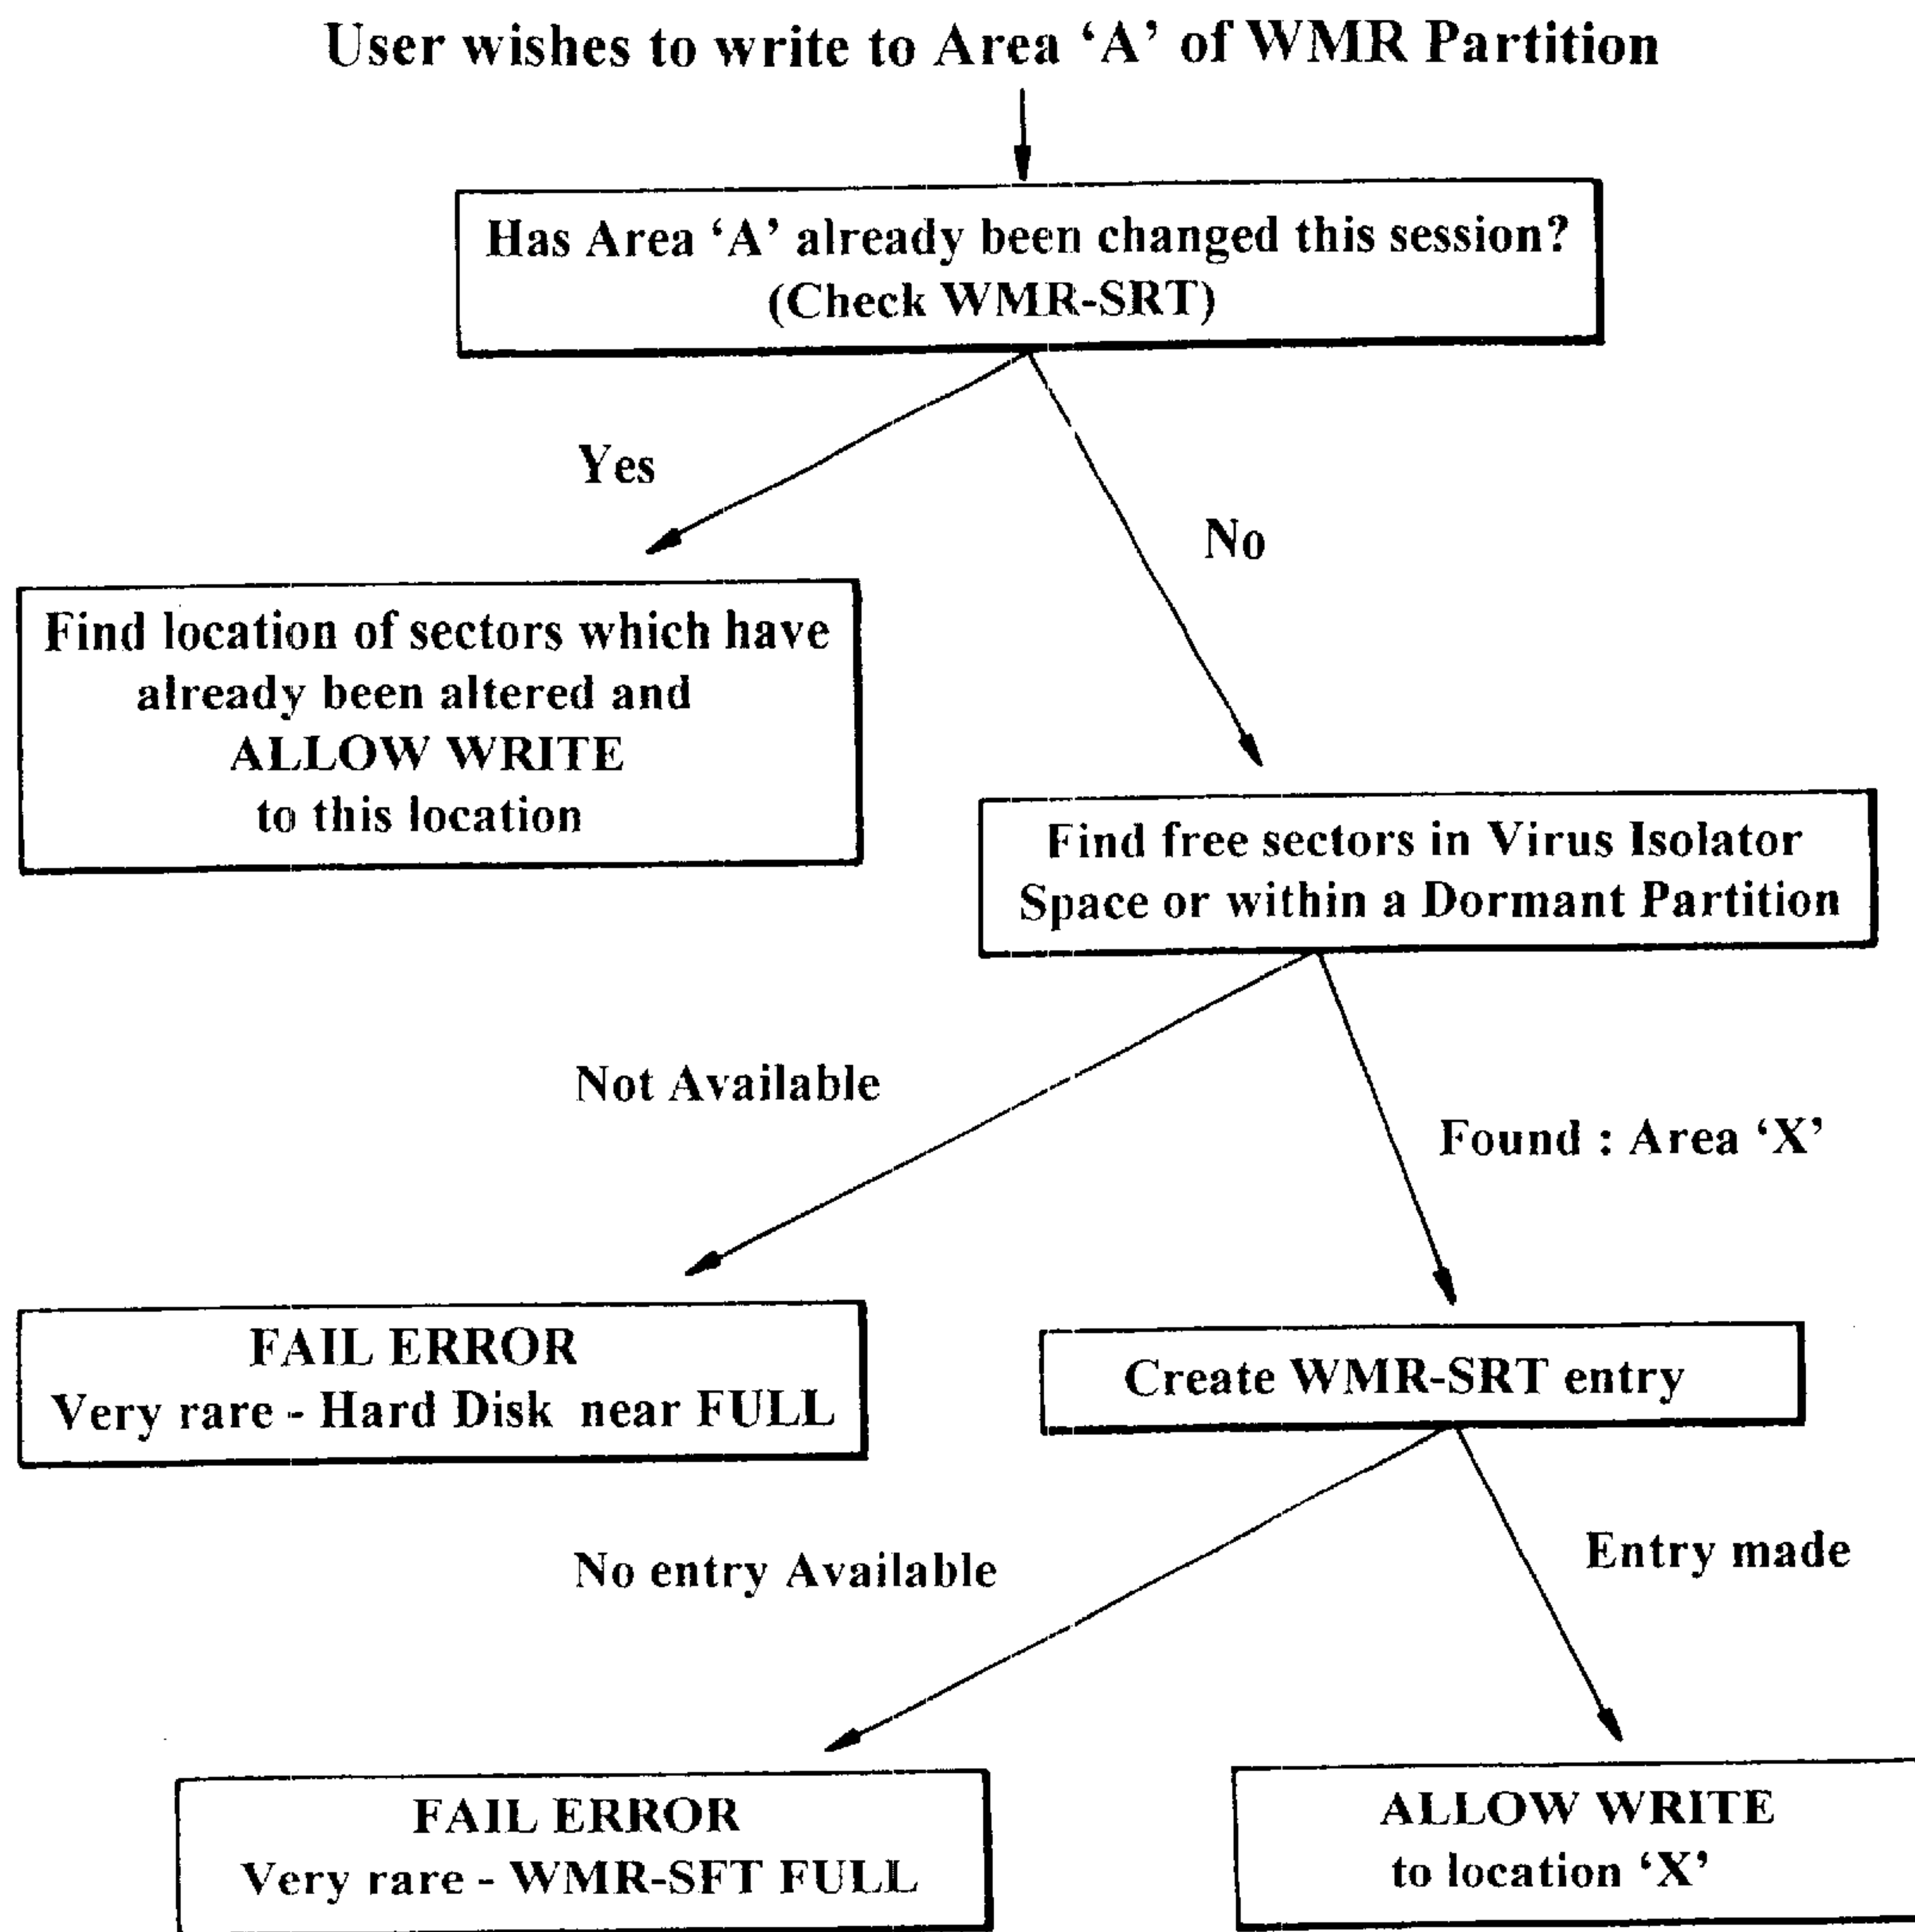 User wishes to write to Area ‘A’ of WMR Partition
Has Area ‘A’ already been changed this session?
(Check WMR-SRT)
Yes
No
Find location of sectors which have
already been altered and
ALLOW WRITE
to this location
Find free sectors in Virus Isolator
Space or within a Dormant Partition
Not Available
Found : Area ‘X’
FAIL ERROR
Very rare - Hard Disk near FULL
Create WMR-SRT entry
No entry Available
Entry made
FAIL ERROR
Very rare - WMR-SFT FULL
ALLOW WRITE
to location ‘X’